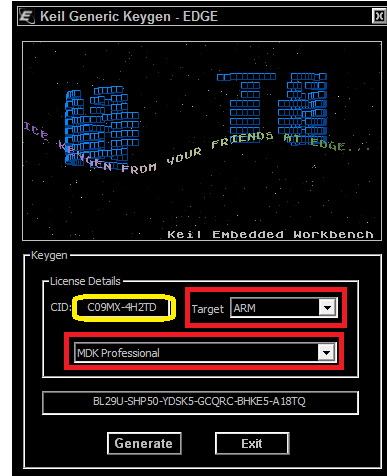 Keil Generic Keygen - EDGE
ICE KEYGEN FROM YOUR FRIENDS AT EDGE...
Keil Embedded Workbench
Keygen
License Details
CID: C09MX-4H2TD
Target ARM
MDK Professional
BL29U-SHP50-YDSK5-GCQRC-BHKE5-A18TQ
Generate Exit